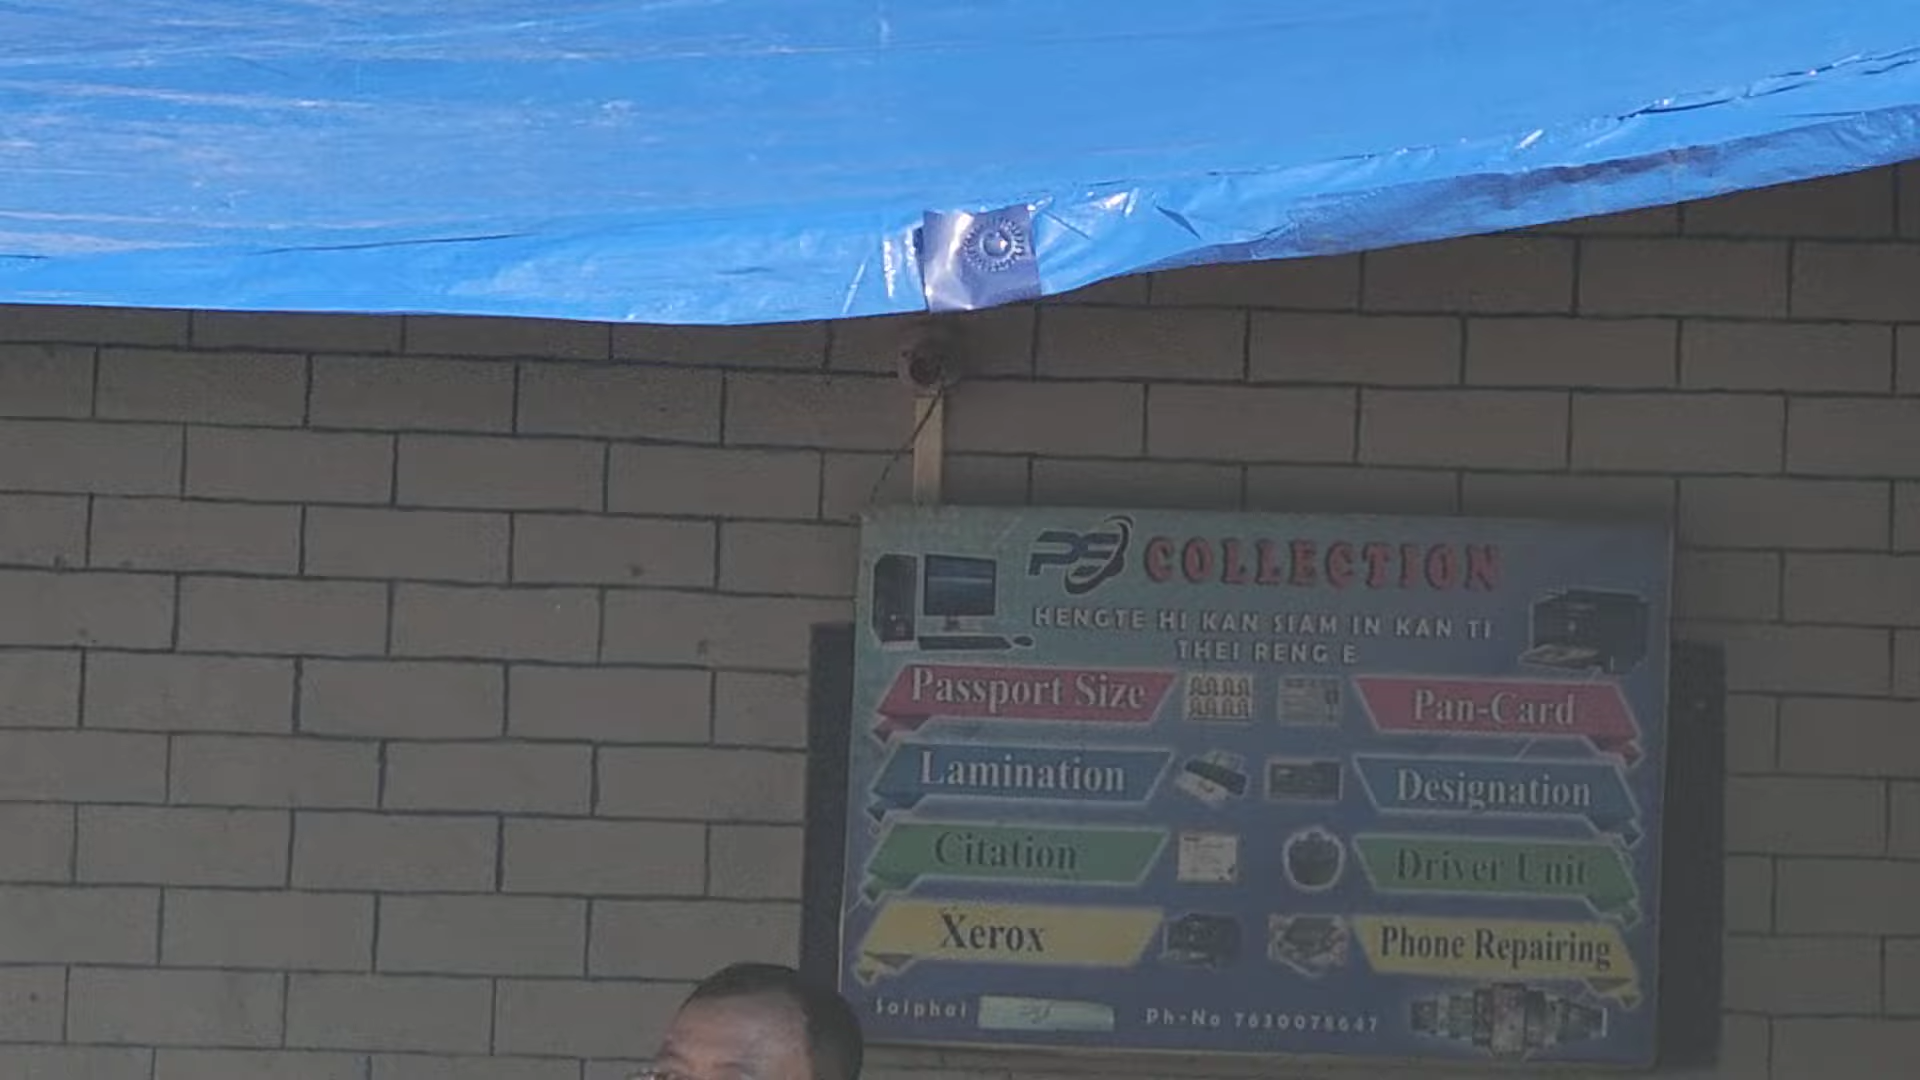 PS COLLECTION
HENGTE HI KAN SIAM IN KAN TI
THEI RENG E
Passport Size
Pan-Card
Lamination
Designation
Citation
Driver Unit
Xerox
Phone Repairing
Saiphai
Ph-No 7630078647